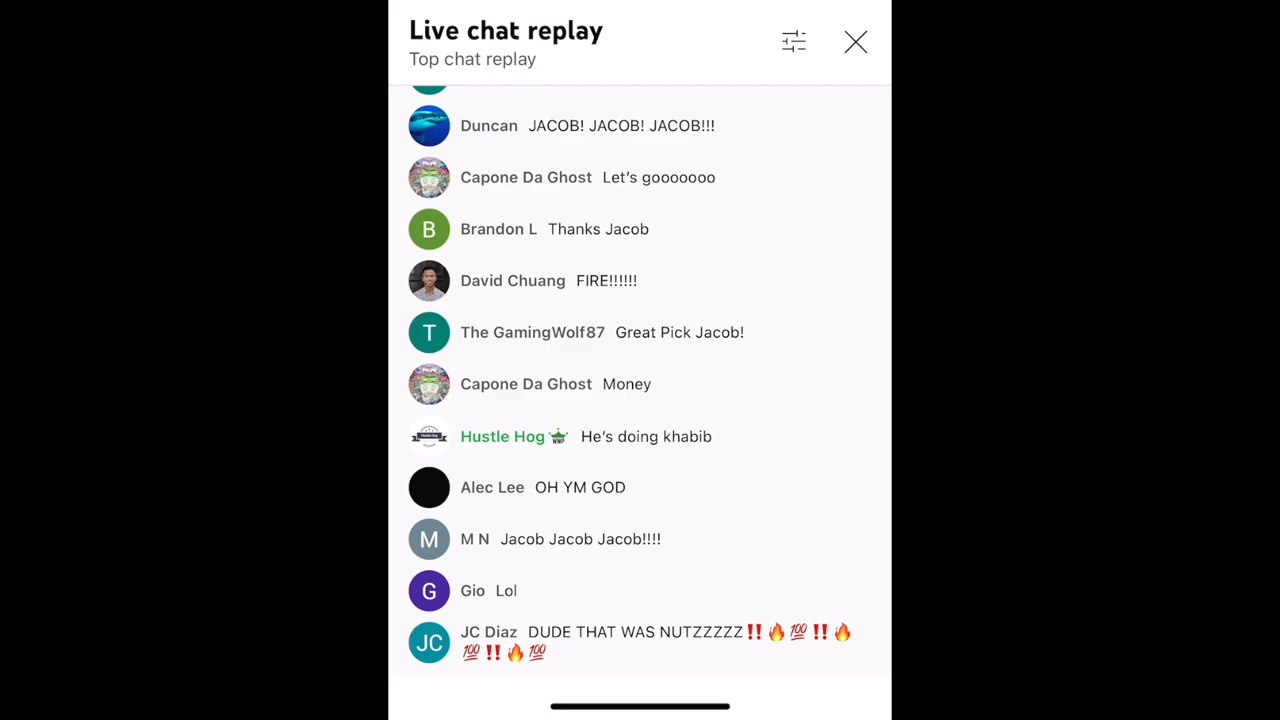 Live chat replay
Top chat replay
Duncan JACOB! JACOB! JACOB!!!
Capone Da Ghost Let's gooooooo
B Brandon L Thanks Jacob
David Chuang FIRE!!!!!!
T The GamingWolf87 Great Pick Jacob!
Capone Da Ghost Money
Hustle Hog He's doing khabib
Alec Lee OH YM GOD
M M N Jacob Jacob Jacob!!!!
G Gio Lol
JC JC Diaz DUDE THAT WAS NUTZZZZZ‼️🔥💯‼️🔥
💯‼️🔥💯